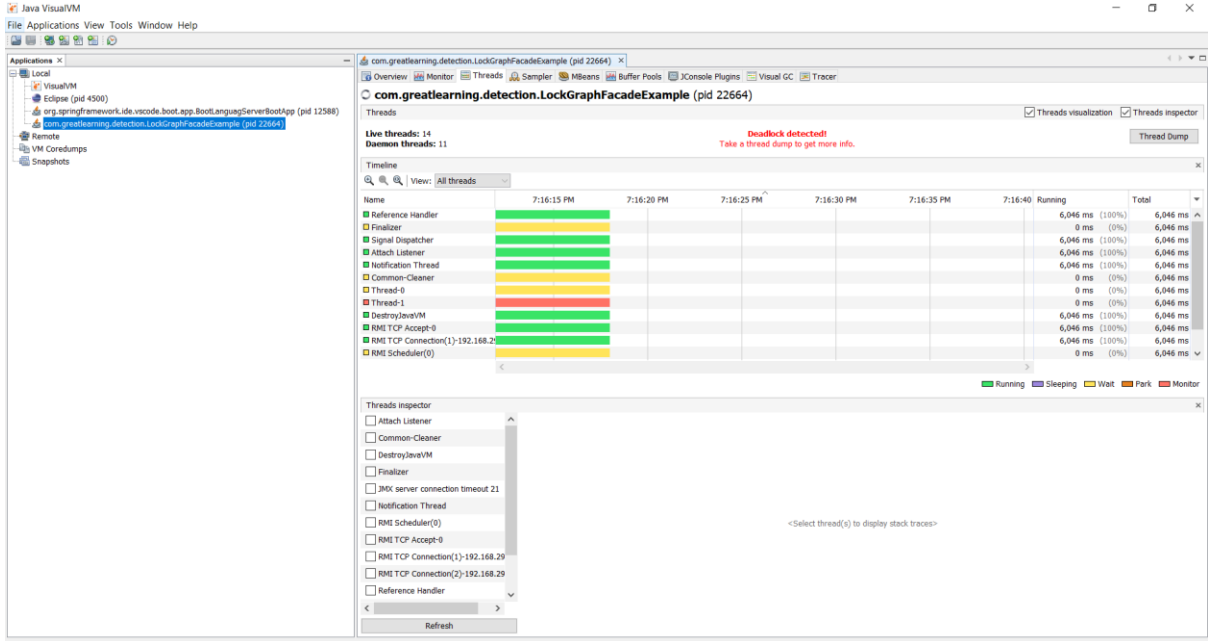 Java VisualVM
File Applications View Tools Window Help
Applications
Local
VisualVM
Eclipse (pid 4500)
org.springframework.ide.vscode.boot.app.BootLanguagServerBootApp (pid 12588)
com.greatlearning.detection.LockGraphFacadeExample (pid 22664)
Remote
VM Coredumps
Snapshots
com.greatlearning.detection.LockGraphFacadeExample (pid 22664)
Overview Monitor Threads Sampler MBeans Buffer Pools JConsole Plugins Visual GC Tracer
com.greatlearning.detection.LockGraphFacadeExample (pid 22664)
Threads Threads visualization Threads inspector
Live threads: 14
Daemon threads: 11
Deadlock detected!
Take a thread dump to get more info.
Thread Dump
Timeline
View: All threads
Name 7:16:15 PM 7:16:20 PM 7:16:25 PM 7:16:30 PM 7:16:35 PM 7:16:40 Running Total
Reference Handler 6,046 ms (100%) 6,046 ms
Finalizer 0 ms (0%) 6,046 ms
Signal Dispatcher 6,046 ms (100%) 6,046 ms
Attach Listener 6,046 ms (100%) 6,046 ms
Notification Thread 6,046 ms (100%) 6,046 ms
Common-Cleaner 0 ms (0%) 6,046 ms
Thread-0 0 ms (0%) 6,046 ms
Thread-1 0 ms (0%) 6,046 ms
DestroyJavaVM 6,046 ms (100%) 6,046 ms
RMI TCP Accept-0 6,046 ms (100%) 6,046 ms
RMI TCP Connection(1)-192.168.29 6,046 ms (100%) 6,046 ms
RMI Scheduler(0) 0 ms (0%) 6,046 ms
Running Sleeping Wait Park Monitor
Threads inspector
Attach Listener
Common-Cleaner
DestroyJavaVM
Finalizer
JMX server connection timeout 21
Notification Thread
RMI Scheduler(0)
RMI TCP Accept-0
RMI TCP Connection(1)-192.168.29
RMI TCP Connection(2)-192.168.29
Reference Handler
<Select thread(s) to display stack traces>
Refresh